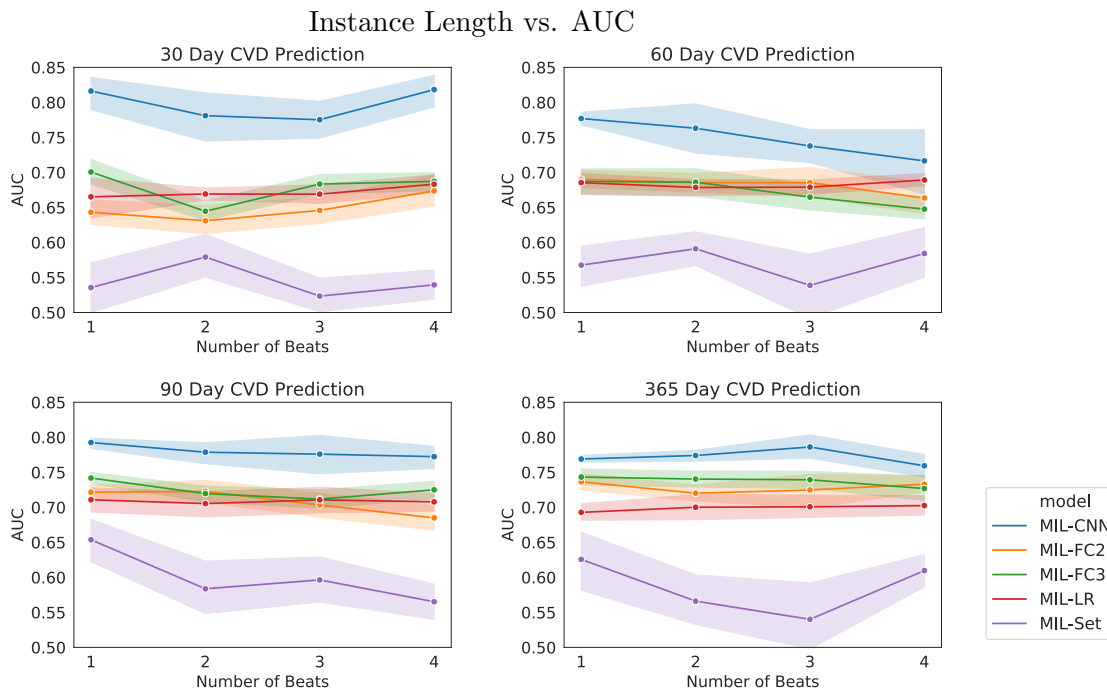 Instance Length vs. AUC
30 Day CVD Prediction
60 Day CVD Prediction
0.85
0.80
0.75
0.70
0.65
0.60
0.55
0.50
AUC
1 2 3 4
Number of Beats
0.85
0.80
0.75
0.70
0.65
0.60
0.55
0.50
AUC
1 2 3 4
Number of Beats
90 Day CVD Prediction
365 Day CVD Prediction
0.85
0.80
0.75
0.70
0.65
0.60
0.55
0.50
AUC
1 2 3 4
Number of Beats
0.85
0.80
0.75
0.70
0.65
0.60
0.55
0.50
AUC
1 2 3 4
Number of Beats
model
MIL-CNN
MIL-FC2
MIL-FC3
MIL-LR
MIL-Set